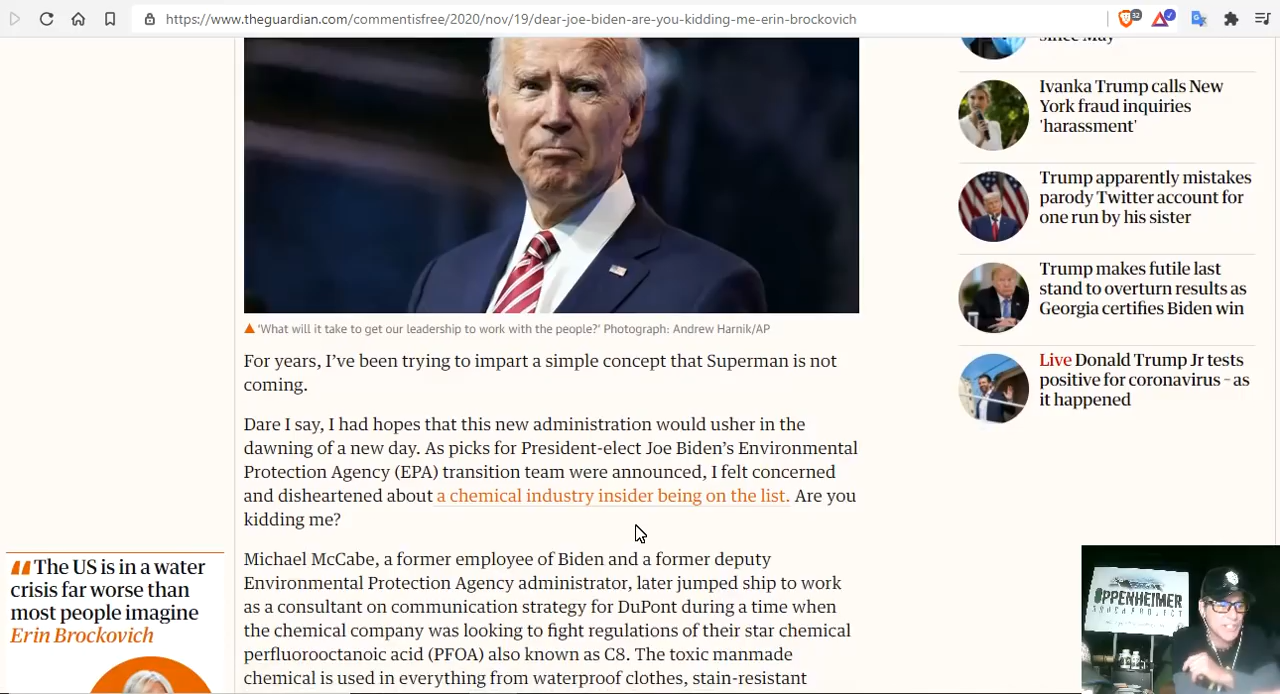 https://www.theguardian.com/commentisfree/2020/nov/19/dear-joe-biden-are-you-kidding-me-erin-brockovich
32
'What will it take to get our leadership to work with the people?' Photograph: Andrew Harnik/AP
For years, I've been trying to impart a simple concept that Superman is not
coming.
Dare I say, I had hopes that this new administration would usher in the
dawning of a new day. As picks for President-elect Joe Biden's Environmental
Protection Agency (EPA) transition team were announced, I felt concerned
and disheartened about a chemical industry insider being on the list. Are you
kidding me?
Michael McCabe, a former employee of Biden and a former deputy
Environmental Protection Agency administrator, later jumped ship to work
as a consultant on communication strategy for DuPont during a time when
the chemical company was looking to fight regulations of their star chemical
perfluorooctanoic acid (PFOA) also known as C8. The toxic manmade
chemical is used in everything from waterproof clothes, stain-resistant
The US is in a water
crisis far worse than
most people imagine
Erin Brockovich
since May
Ivanka Trump calls New
York fraud inquiries
'harassment'
Trump apparently mistakes
parody Twitter account for
one run by his sister
Trump makes futile last
stand to overturn results as
Georgia certifies Biden win
Live Donald Trump Jr tests
positive for coronavirus – as
it happened
OPPENHEIMER
RANCH PROJECT